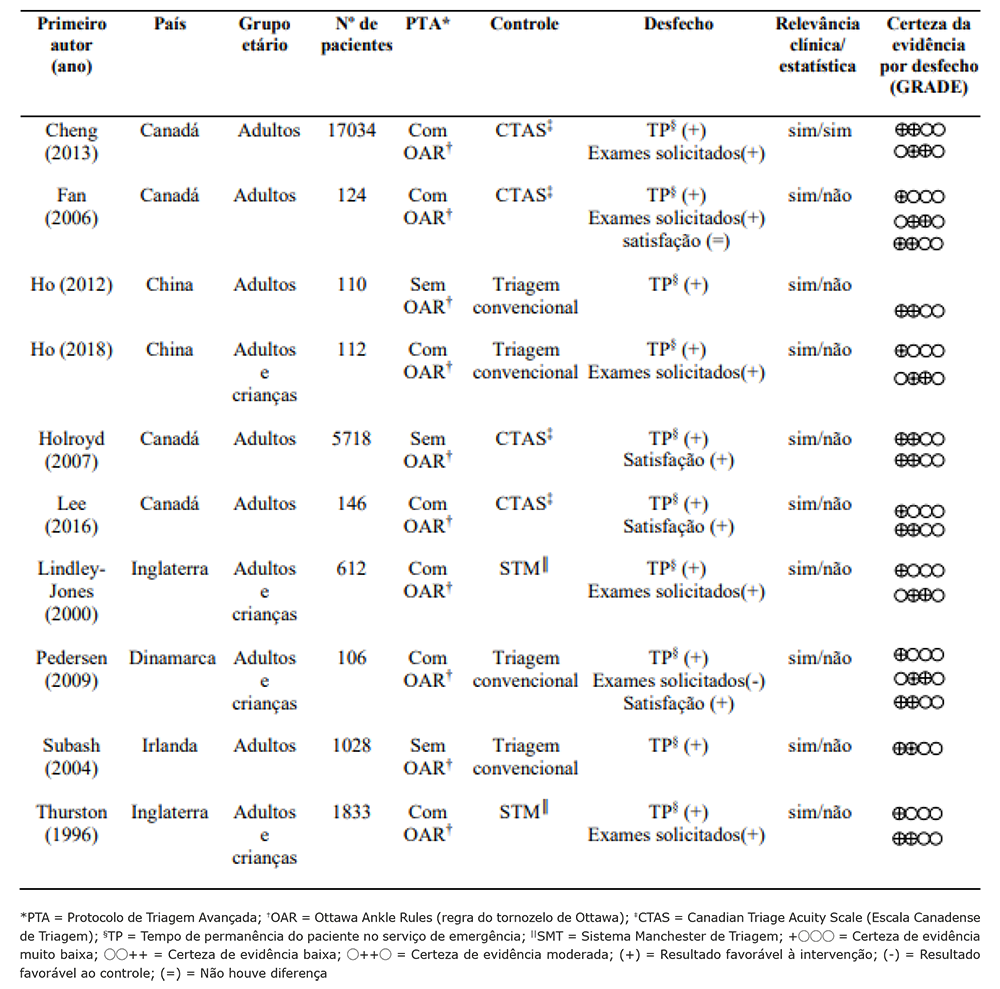 Primeiro autor (ano) País Grupo etário Nº de pacientes PTA* Controle Desfecho Relevância clínica/ estatística Certeza da evidência por desfecho (GRADE)
Cheng Canadá Adultos 17034 Com CTAS‡ TP§ (+) sim/sim ⊕⊕○○
(2013) OAR† Exames solicitados(+) ○⊕⊕○
Fan Canadá Adultos 124 Com CTAS‡ TP§ (+) sim/não ⊕○○○
(2006) OAR† Exames solicitados(+) ○⊕⊕○
satisfação (=) ⊕⊕○○
Ho (2012) China Adultos 110 Sem Triagem TP§ (+) sim/não
OAR† convencional ⊕⊕○○
Ho (2018) China Adultos 112 Com Triagem TP§ (+) sim/não ⊕○○○
e OAR† convencional Exames solicitados(+) ○⊕⊕○
crianças
Holroyd Canadá Adultos 5718 Sem CTAS‡ TP§ (+) sim/não ⊕⊕○○
(2007) OAR† Satisfação (+) ⊕⊕○○
Lee Canadá Adultos 146 Com CTAS‡ TP§ (+) sim/não ⊕○○○
(2016) OAR† Satisfação (+) ⊕⊕○○
Lindley- Inglaterra Adultos 612 Com STM‖ TP§ (+) sim/não ⊕○○○
Jones e OAR† Exames solicitados(+) ○⊕⊕○
(2000) crianças
Pedersen Dinamarca Adultos 106 Com Triagem TP§ (+) sim/não ⊕○○○
(2009) e OAR† convencional Exames solicitados(-) ○⊕⊕○
crianças Satisfação (+) ⊕⊕○○
Subash Irlanda Adultos 1028 Sem Triagem TP§ (+) sim/não ⊕⊕○○
(2004) OAR† convencional
Thurston Inglaterra Adultos 1833 Com STM‖ TP§ (+) sim/não ⊕○○○
(1996) e OAR† Exames solicitados(+) ⊕⊕○○
crianças
*PTA = Protocolo de Triagem Avançada; †OAR = Ottawa Ankle Rules (regra do tornozelo de Ottawa); ‡CTAS = Canadian Triage Acuity Scale (Escala Canadense
de Triagem); §TP = Tempo de permanência do paciente no serviço de emergência; ||SMT = Sistema Manchester de Triagem; +○○○ = Certeza de evidência
muito baixa; ○○++ = Certeza de evidência baixa; ○++○ = Certeza de evidência moderada; (+) = Resultado favorável à intervenção; (-) = Resultado
favorável ao controle; (=) = Não houve diferença